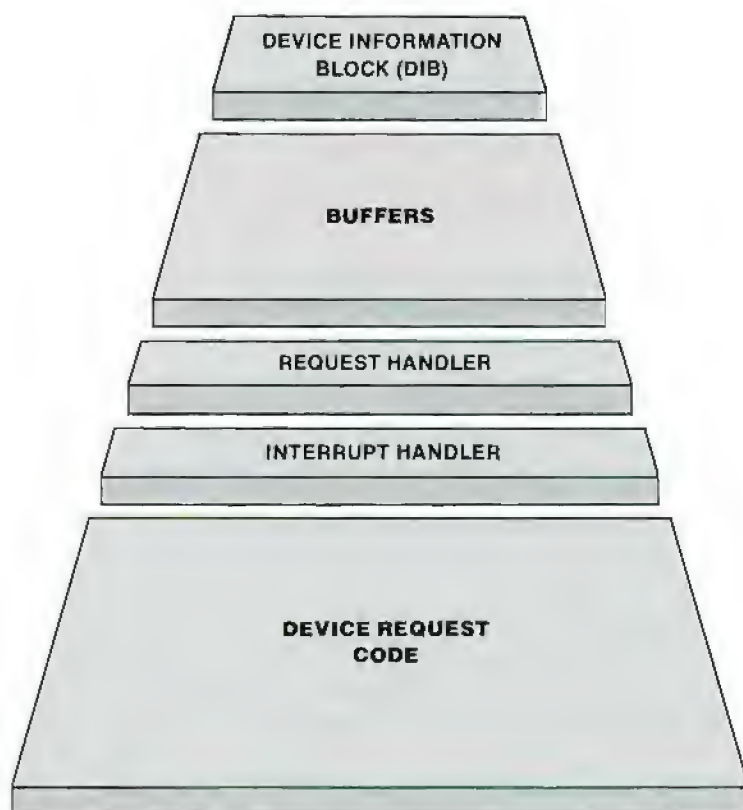 DEVICE INFORMATION
BLOCK (DIB)
BUFFERS
REQUEST HANDLER
INTERRUPT HANDLER
DEVICE REQUEST
CODE